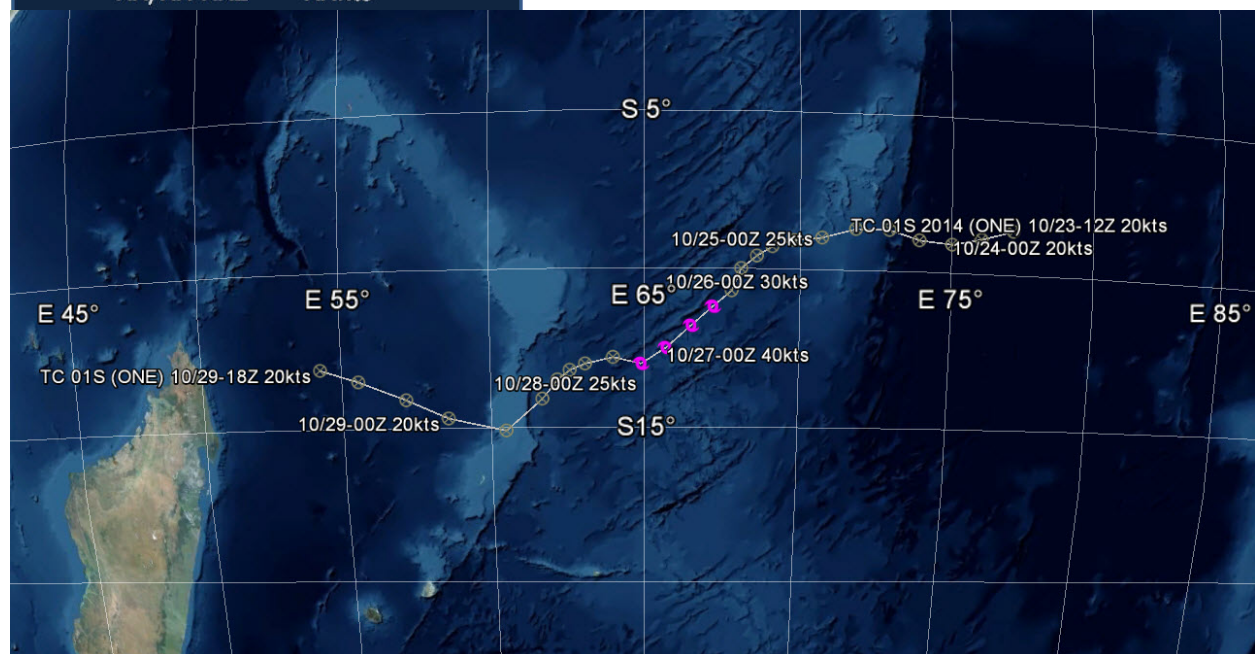 S 5°
TC 01S 2014 (ONE) 10/23-12Z 20kts
10/25-00Z 25kts
10/24-00Z 20kts
10/26-00Z 30kts
E 45°
E 55°
E 65°
E 75°
E 85°
10/27-00Z 40kts
TC 01S (ONE) 10/29-18Z 20kts
10/28-00Z 25kts
10/29-00Z 20kts
S15°